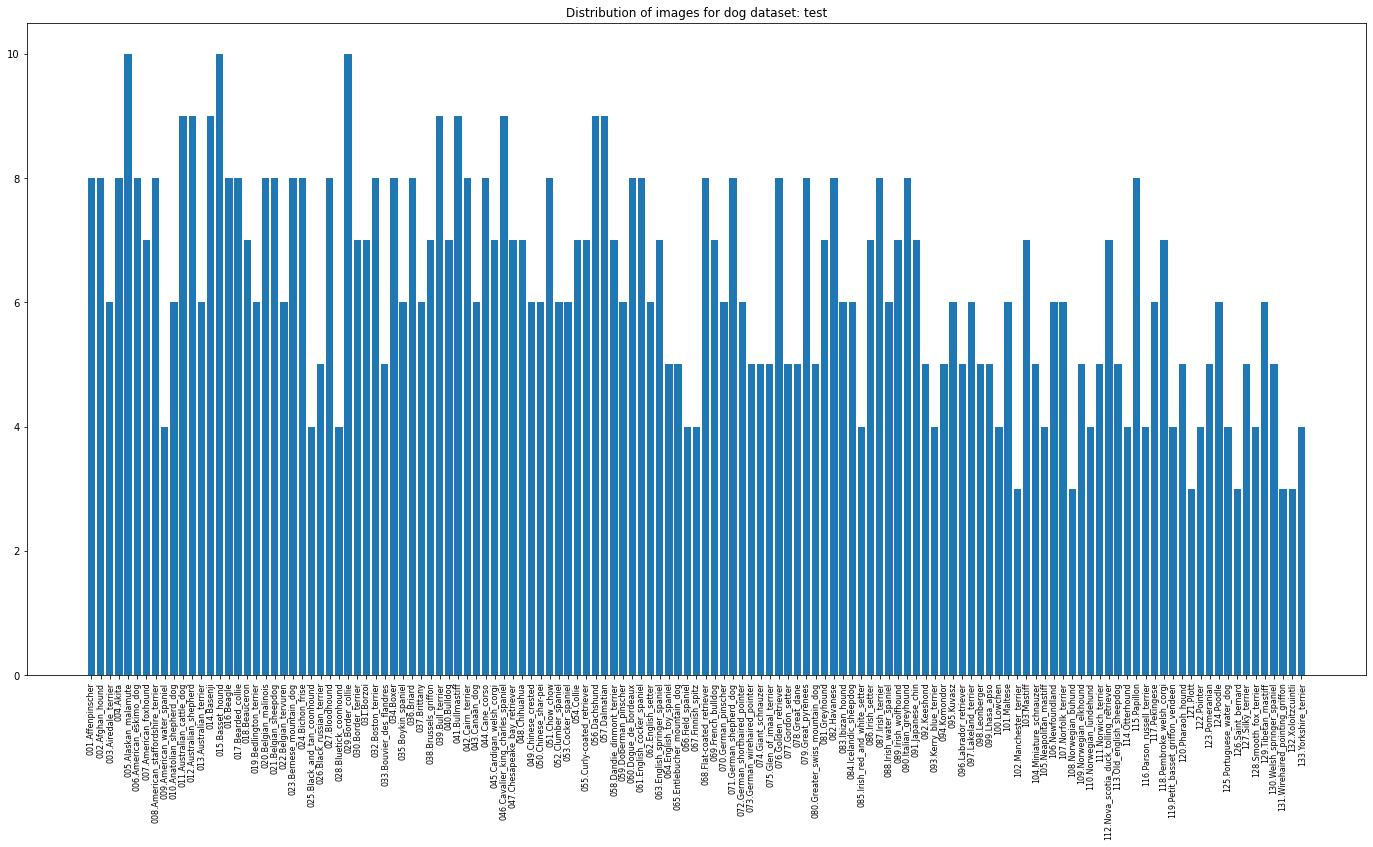 Distribution of images for dog dataset: test
10
8
6
4
2
0
001.Affenpinscher
002.Afghan_hound
003.Airedale_terrier
004.Akita
005.Alaskan_malamute
006.American_eskimo_dog
007.American_foxhound
008.American_staffordshire_terrier
009.American_water_spaniel
010.Anatolian_shepherd_dog
011.Australian_cattle_dog
012.Australian_shepherd
013.Australian_terrier
014.Basenji
015.Basset_hound
016.Beagle
017.Bearded_collie
018.Beauceron
019.Bedlington_terrier
020.Belgian_malinois
021.Belgian_sheepdog
022.Belgian_tervuren
023.Bernese_mountain_dog
024.Bichon_frise
025.Black_and_tan_coonhound
026.Black_russian_terrier
027.Bloodhound
028.Bluetick_coonhound
029.Border_collie
030.Border_terrier
031.Borzoi
032.Boston_terrier
033.Bouvier_des_flandres
034.Boxer
035.Boykin_spaniel
036.Briard
037.Brittany
038.Brussels_griffon
039.Bull_terrier
040.Bulldog
041.Bullmastiff
042.Cairn_terrier
043.Canaan_dog
044.Cane_corso
045.Cardigan_welsh_corgi
046.Cavalier_king_charles_spaniel
047.Chesapeake_bay_retriever
048.Chihuahua
049.Chinese_crested
050.Chinese_shar-pei
051.Chow_chow
052.Clumber_spaniel
053.Cocker_spaniel
054.Collie
055.Curly-coated_retriever
056.Dachshund
057.Dalmatian
058.Dandie_dinmont_terrier
059.Doberman_pinscher
060.Dogue_de_bordeaux
061.English_cocker_spaniel
062.English_setter
063.English_springer_spaniel
064.English_toy_spaniel
065.Entlebucher_mountain_dog
066.Field_spaniel
067.Finnish_spitz
068.Flat-coated_retriever
069.French_bulldog
070.German_pinscher
071.German_shepherd_dog
072.German_shorthaired_pointer
073.German_wirehaired_pointer
074.Giant_schnauzer
075.Glen_of_imaal_terrier
076.Golden_retriever
077.Gordon_setter
078.Great_dane
079.Great_pyrenees
080.Greater_swiss_mountain_dog
081.Greyhound
082.Havanese
083.Ibizan_hound
084.Icelandic_sheepdog
085.Irish_red_and_white_setter
086.Irish_setter
087.Irish_terrier
088.Irish_water_spaniel
089.Irish_wolfhound
090.Italian_greyhound
091.Japanese_chin
092.Keeshond
093.Kerry_blue_terrier
094.Komondor
095.Kuvasz
096.Labrador_retriever
097.Lakeland_terrier
098.Leonberger
099.Lhasa_apso
100.Lowchen
101.Maltese
102.Manchester_terrier
103.Mastiff
104.Miniature_schnauzer
105.Neapolitan_mastiff
106.Newfoundland
107.Norfolk_terrier
108.Norwegian_buhund
109.Norwegian_elkhound
110.Norwegian_lundehund
111.Norwich_terrier
112.Nova_scotia_duck_tolling_retriever
113.Old_english_sheepdog
114.Otterhound
115.Papillon
116.Parson_russell_terrier
117.Pekingese
118.Pembroke_welsh_corgi
119.Petit_basset_griffon_vendeen
120.Pharaoh_hound
121.Plott
122.Pointer
123.Pomeranian
124.Poodle
125.Portuguese_water_dog
126.Saint_bernard
127.Silky_terrier
128.Smooth_fox_terrier
129.Tibetan_mastiff
130.Welsh_springer_spaniel
131.Wirehaired_pointing_griffon
132.Xoloitzcuintli
133.Yorkshire_terrier